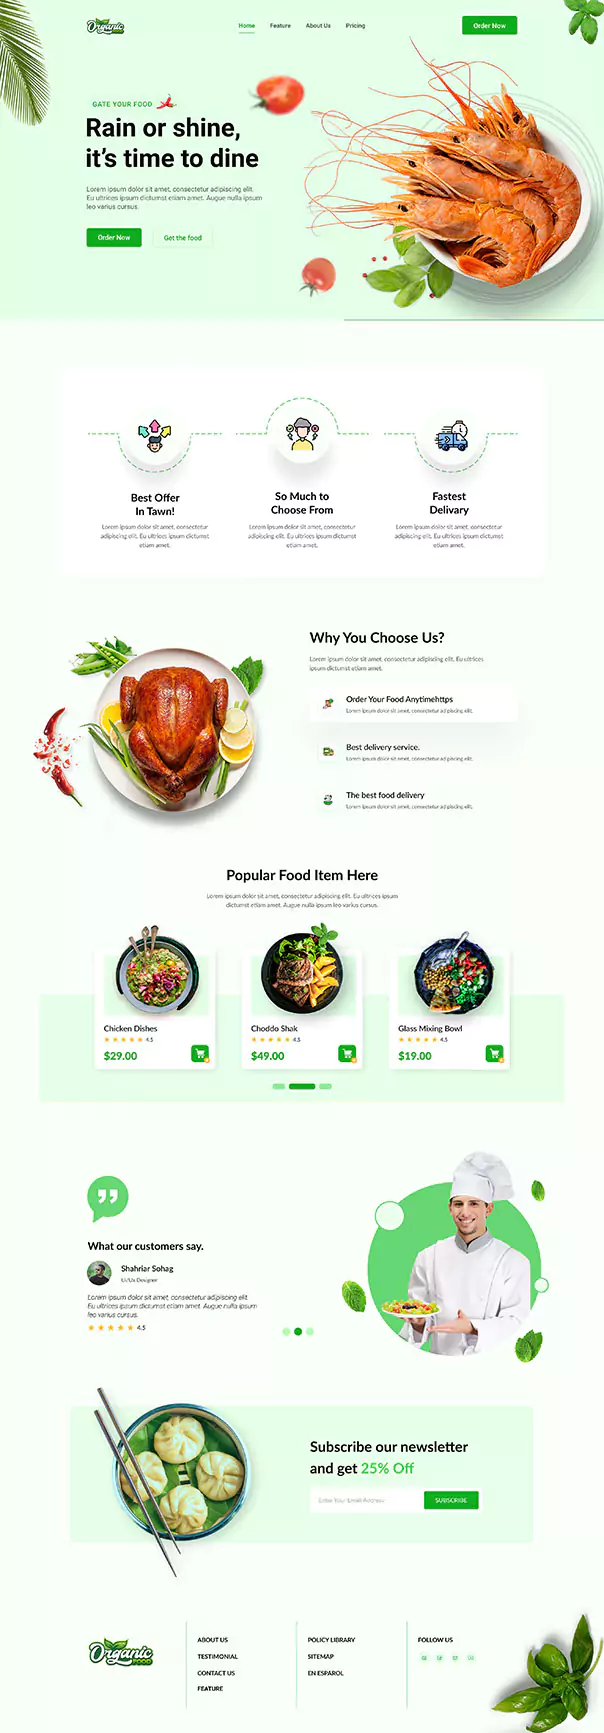 Organic
FOOD
Home
Feature
About Us
Pricing
Order Now
GATE YOUR FOOD
Rain or shine,
it's time to dine
Lorem ipsum dolor sit amet, consectetur adipiscing elit.
Eu ultrices ipsum dictumst etiam amet. Augue nulla ipsum
leo varius cursus.
Order Now
Get the food
Best Offer
In Tawn!
Lorem ipsum dolor sit amet, consectetur
adipiscing elit. Eu ultrices ipsum dictumst
etiam amet.
So Much to
Choose From
Lorem ipsum dolor sit amet, consectetur
adipiscing elit. Eu ultrices ipsum dictumst
etiam amet.
Fastest
Delivary
Lorem ipsum dolor sit amet, consectetur
adipiscing elit. Eu ultrices ipsum dictumst
etiam amet.
Why You Choose Us?
Lorem ipsum dolor sit amet, consectetur adipiscing elit. Eu ultrices
ipsum dictumst etiam amet.
Order Your Food Anytimehttps
Lorem ipsum dolor sit amet, consectetur adipiscing elit.
Best delivery service.
Lorem ipsum dolor sit amet, consectetur adipiscing elit.
The best food delivery
Lorem ipsum dolor sit amet, consectetur adipiscing elit.
Popular Food Item Here
Lorem ipsum dolor sit amet, consectetur adipiscing elit. Eu ultrices ipsum
dictumst etiam amet. Augue nulla ipsum leo varius cursus.
Chicken Dishes
4.5
$29.00
Choddo Shak
4.5
$49.00
Glass Mixing Bowl
4.5
$19.00
What our customers say.
Shahriar Sohag
Ui/Ux Designer
Lorem ipsum dolor sit amet, consectetur adipiscing elit.
Eu ultrices ipsum dictumst etiam amet. Augue nulla ipsum
leo varius cursus.
4.5
Subscribe our newsletter
and get 25% Off
Enter Your Email Address
SUBSCRIBE
Organic
FOOD
ABOUT US
TESTIMONIAL
CONTACT US
FEATURE
POLICY LIBRARY
SITEMAP
EN ESPAROL
FOLLOW US